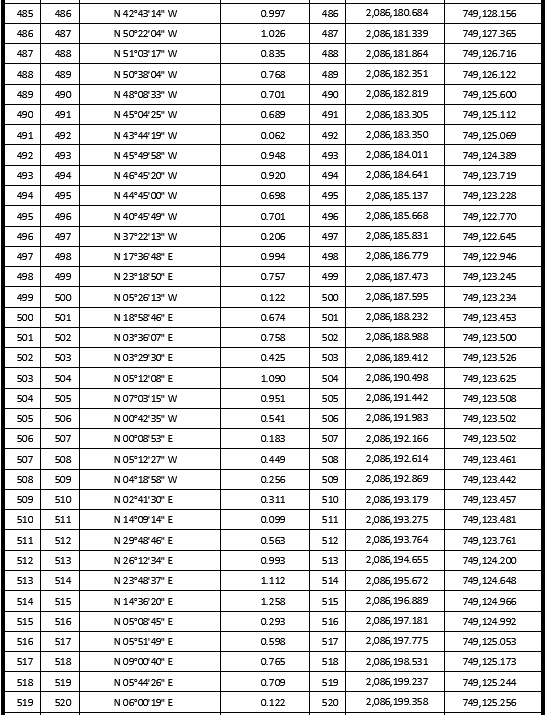 485 486 N 42°43'14" W 0.997 486 2,086,180.684 749,128.156
486 487 N 50°22'04" W 1.026 487 2,086,181.339 749,127.365
487 488 N 51°03'17" W 0.835 488 2,086,181.864 749,126.716
488 489 N 50°38'04" W 0.768 489 2,086,182.351 749,126.122
489 490 N 48°08'33" W 0.701 490 2,086,182.819 749,125.600
490 491 N 45°04'25" W 0.689 491 2,086,183.305 749,125.112
491 492 N 43°44'19" W 0.062 492 2,086,183.350 749,125.069
492 493 N 45°49'58" W 0.948 493 2,086,184.011 749,124.389
493 494 N 46°45'20" W 0.920 494 2,086,184.641 749,123.719
494 495 N 44°45'00" W 0.698 495 2,086,185.137 749,123.228
495 496 N 40°45'49" W 0.701 496 2,086,185.668 749,122.770
496 497 N 37°22'13" W 0.206 497 2,086,185.831 749,122.645
497 498 N 17°36'48" E 0.994 498 2,086,186.779 749,122.946
498 499 N 23°18'50" E 0.757 499 2,086,187.473 749,123.245
499 500 N 05°26'13" W 0.122 500 2,086,187.595 749,123.234
500 501 N 18°58'46" E 0.674 501 2,086,188.232 749,123.453
501 502 N 03°36'07" E 0.758 502 2,086,188.988 749,123.500
502 503 N 03°29'30" E 0.425 503 2,086,189.412 749,123.526
503 504 N 05°12'08" E 1.090 504 2,086,190.498 749,123.625
504 505 N 07°03'15" W 0.951 505 2,086,191.442 749,123.508
505 506 N 00°42'35" W 0.541 506 2,086,191.983 749,123.502
506 507 N 00°08'53" E 0.183 507 2,086,192.166 749,123.502
507 508 N 05°12'27" W 0.449 508 2,086,192.614 749,123.461
508 509 N 04°18'58" W 0.256 509 2,086,192.869 749,123.442
509 510 N 02°41'30" E 0.311 510 2,086,193.179 749,123.457
510 511 N 14°09'14" E 0.099 511 2,086,193.275 749,123.481
511 512 N 29°48'46" E 0.563 512 2,086,193.764 749,123.761
512 513 N 26°12'34" E 0.993 513 2,086,194.655 749,124.200
513 514 N 23°48'37" E 1.112 514 2,086,195.672 749,124.648
514 515 N 14°36'20" E 1.258 515 2,086,196.889 749,124.966
515 516 N 05°08'45" E 0.293 516 2,086,197.181 749,124.992
516 517 N 05°51'49" E 0.598 517 2,086,197.775 749,125.053
517 518 N 09°00'40" E 0.765 518 2,086,198.531 749,125.173
518 519 N 05°44'26" E 0.709 519 2,086,199.237 749,125.244
519 520 N 06°00'19" E 0.122 520 2,086,199.358 749,125.256